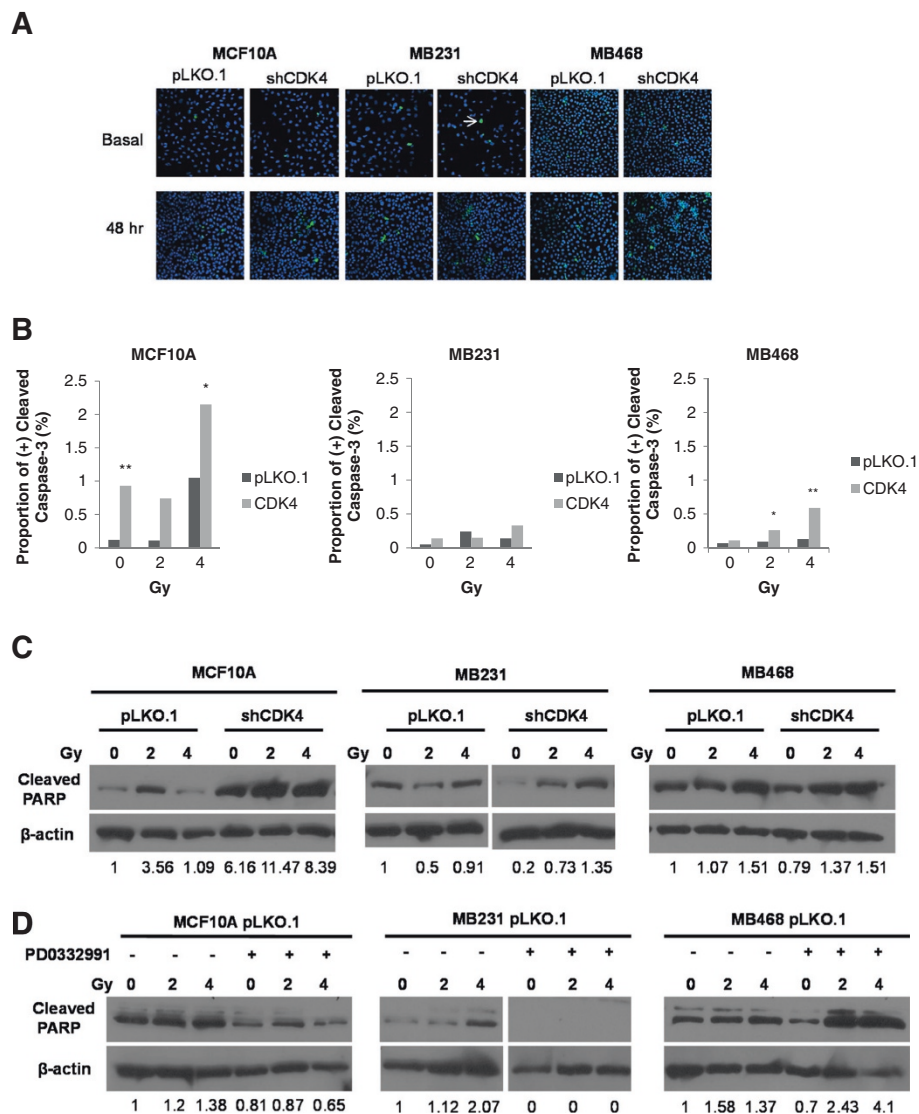 A
MCF10A MB231 MB468
pLKO.1 shCDK4 pLKO.1 shCDK4 pLKO.1 shCDK4
Basal
48 hr
B
MCF10A
Proportion of (+) Cleaved
Caspase-3 (%)
2.5
2
1.5
1
0.5
0
** *
0 2 4
Gy
pLKO.1
CDK4
MB231
Proportion of (+) Cleaved
Caspase-3 (%)
2.5
2
1.5
1
0.5
0
0 2 4
Gy
pLKO.1
CDK4
MB468
Proportion of (+) Cleaved
Caspase-3 (%)
2.5
2
1.5
1
0.5
0
* **
0 2 4
Gy
pLKO.1
CDK4
C
MCF10A MB231 MB468
pLKO.1 shCDK4 pLKO.1 shCDK4 pLKO.1 shCDK4
Gy 0 2 4 0 2 4 Gy 0 2 4 0 2 4 Gy 0 2 4 0 2 4
Cleaved
PARP
β-actin
1 3.56 1.09 6.16 11.47 8.39 1 0.5 0.91 0.2 0.73 1.35 1 1.07 1.51 0.79 1.37 1.51
D
MCF10A pLKO.1 MB231 pLKO.1 MB468 pLKO.1
PD0332991 - - - + + + - - - + + + - - - + + +
Gy 0 2 4 0 2 4 Gy 0 2 4 0 2 4 Gy 0 2 4 0 2 4
Cleaved
PARP
β-actin
1 1.2 1.38 0.81 0.87 0.65 1 1.12 2.07 0 0 0 1 1.58 1.37 0.7 2.43 4.1